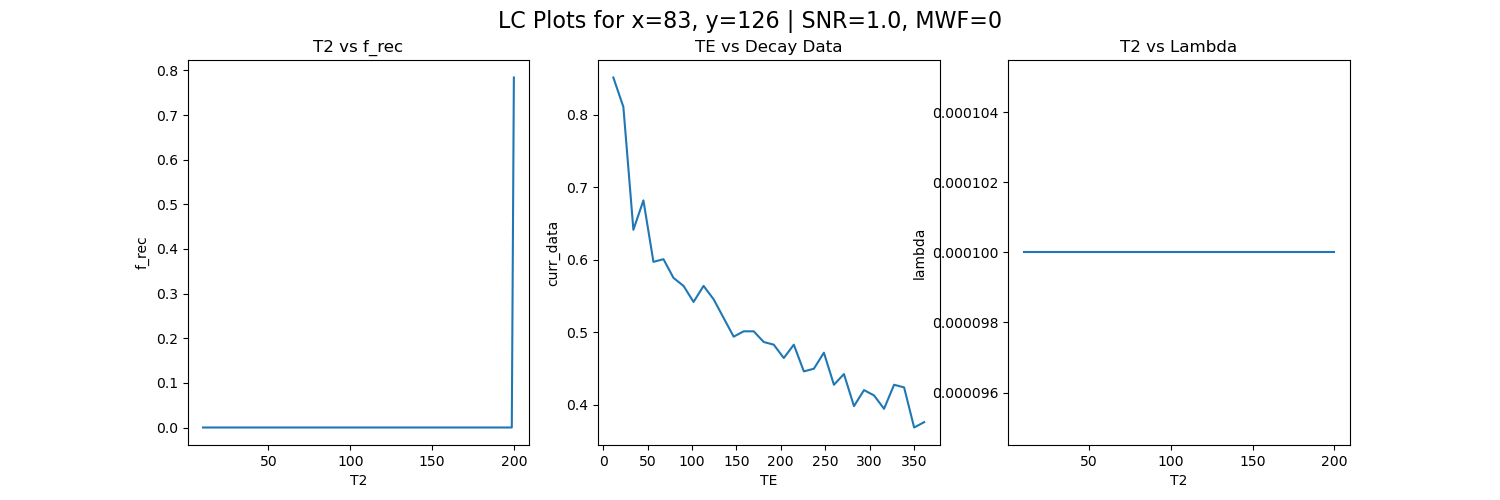 LC Plots for x=83, y=126 | SNR=1.0, MWF=0
T2 vs f_rec
0.8
0.7
0.6
0.5
0.4
0.3
0.2
0.1
0.0
f_rec
50 100 150 200
T2
TE vs Decay Data
0.8
0.7
0.6
0.5
0.4
curr_data
0 50 100 150 200 250 300 350
TE
T2 vs Lambda
0.000104
0.000102
0.000100
0.000098
0.000096
lambda
50 100 150 200
T2